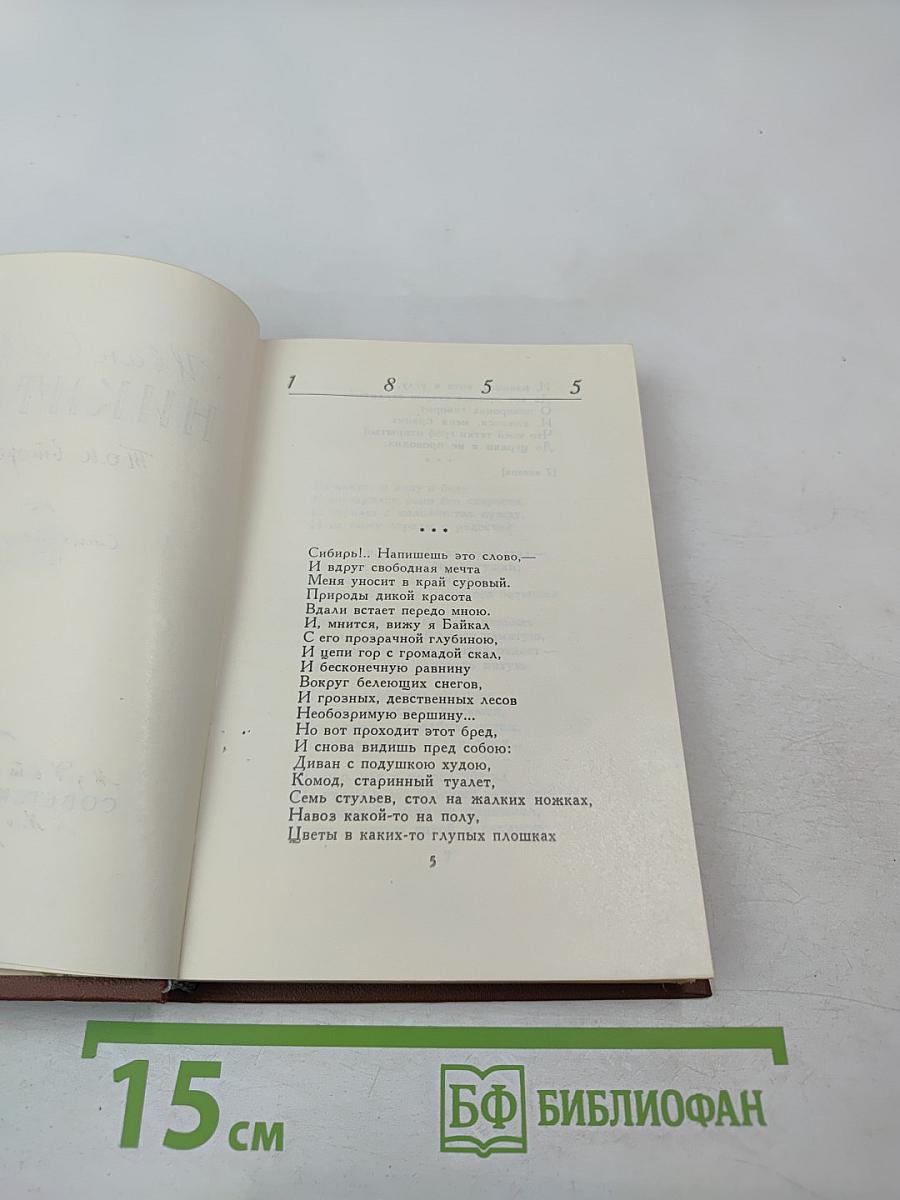 1 8 5 5
* * *
Сибирь!.. Напишешь это слово,—
И вдруг свободная мечта
Меня уносит в край суровый.
Природы дикой красота
Вдали встает передо мною.
И, мнится, вижу я Байкал
С его прозрачной глубиною,
И цепи гор с громадой скал,
И бесконечную равнину
Вокруг белеющих снегов,
И грозных, девственных лесов
Необозримую вершину...
Но вот проходит этот бред,
И снова видишь пред собою:
Диван с подушкою худою,
Комод, старинный туалет,
Семь стульев, стол на жалких ножках,
Навоз какой-то на полу,
Цветы в каких-то глупых плошках
5
15 см
БФ БИБЛИОФАН